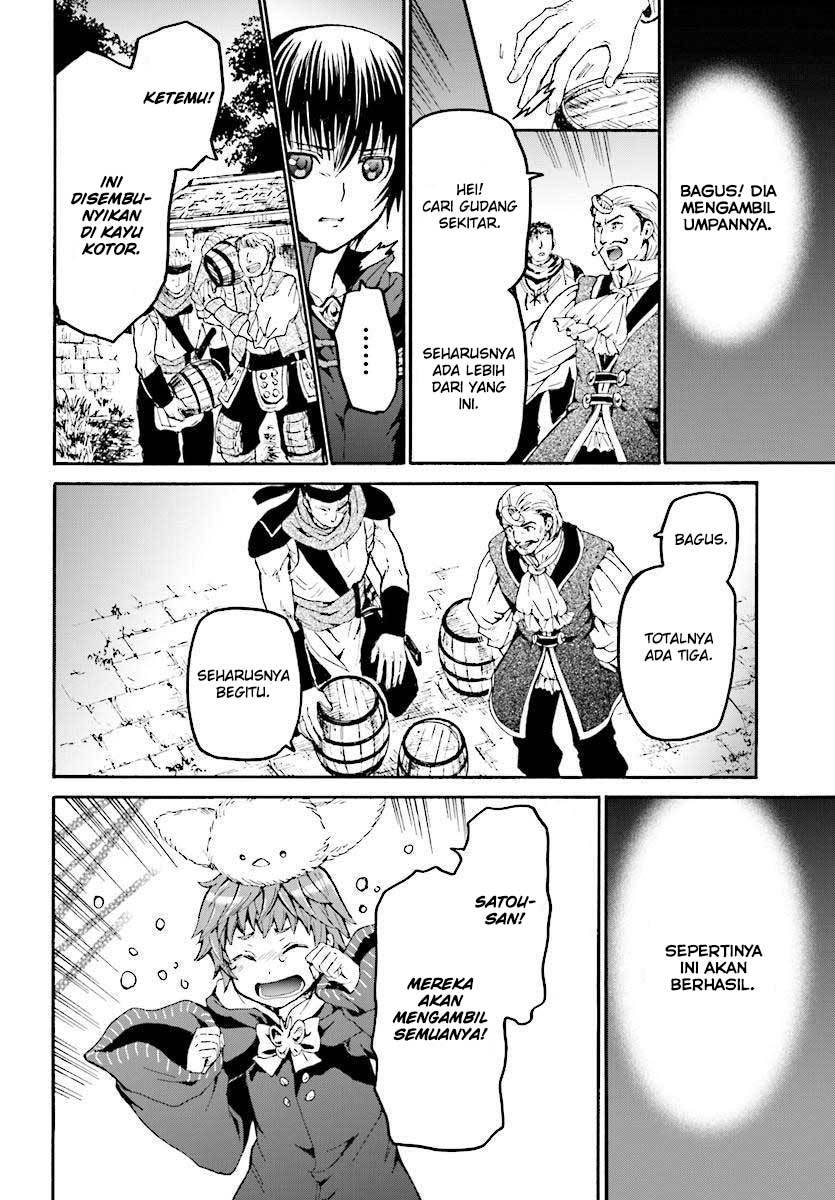 BAGUS! DIA
MENGAMBIL
UMPANNYA.
HEI!
CARI GUDANG
SEKITAR.
SEHARUSNYA
ADA LEBIH
DARI YANG
INI.
......
KETEMU!
INI
DISEMBU-
NYIKAN
DI KAYU
KOTOR.
BAGUS.
TOTALNYA
ADA TIGA.
SEHARUSNYA
BEGITU.
SEPERTINYA
INI AKAN
BERHASIL.
SATOU-
SAN!
MEREKA
AKAN
MENGAMBIL
SEMUANYA!